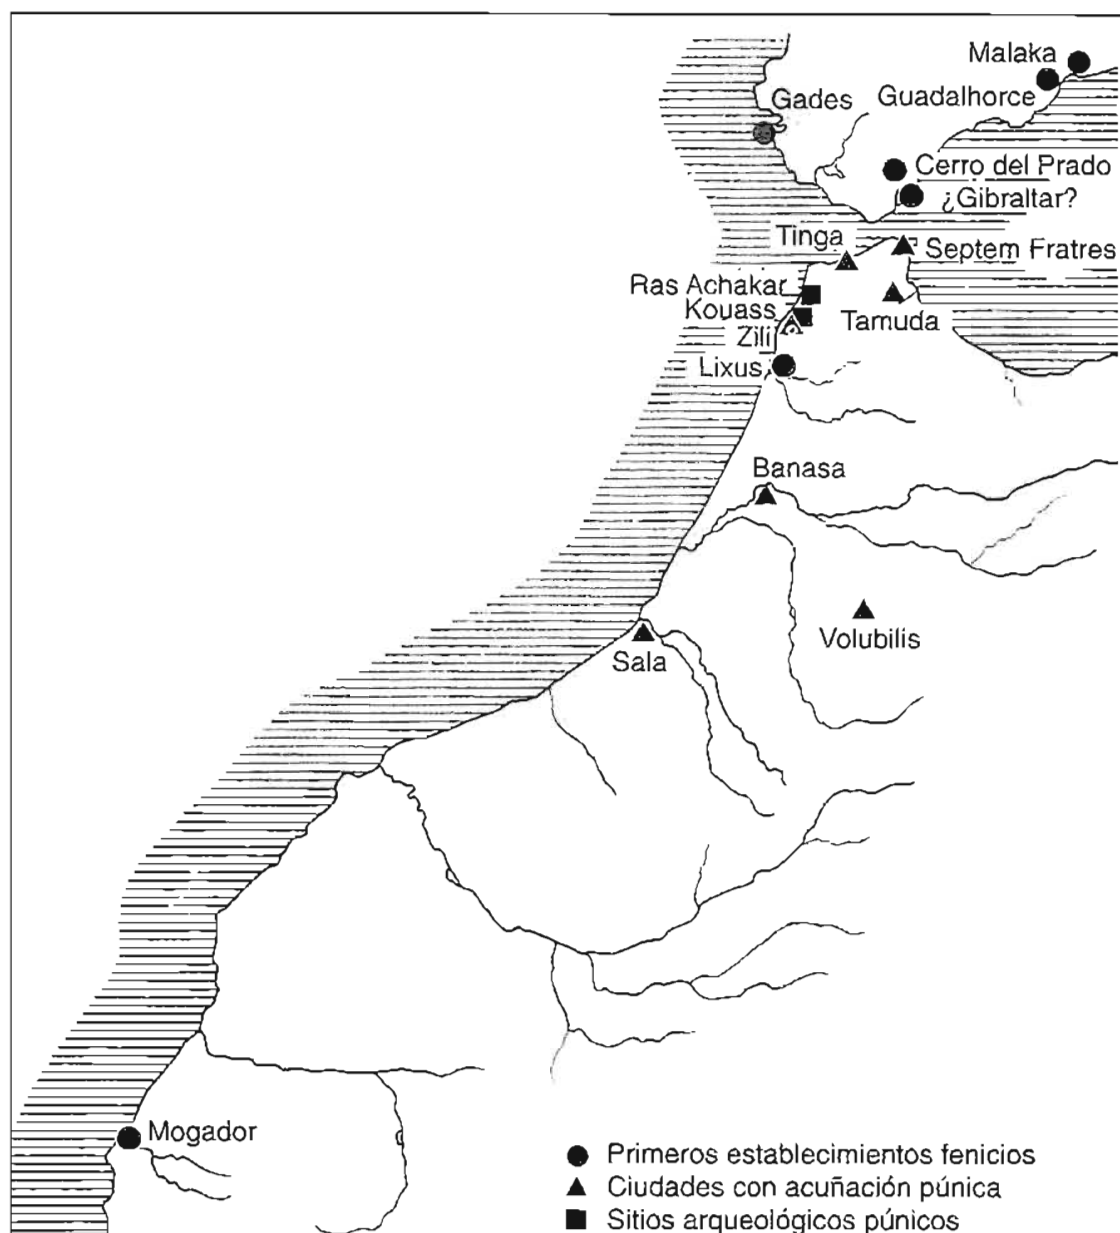 Malaka
Gades
Guadalhorce
Cerro del Prado
¿Gibraltar?
Tinga
Septem Fratres
Ras Achakar
Kouass
Tamuda
Zili
Lixus
Banasa
Volubilis
Sala
Mogador
Primeros establecimientos fenicios
Ciudades con acuñación púnica
Sitios arqueológicos púnicos